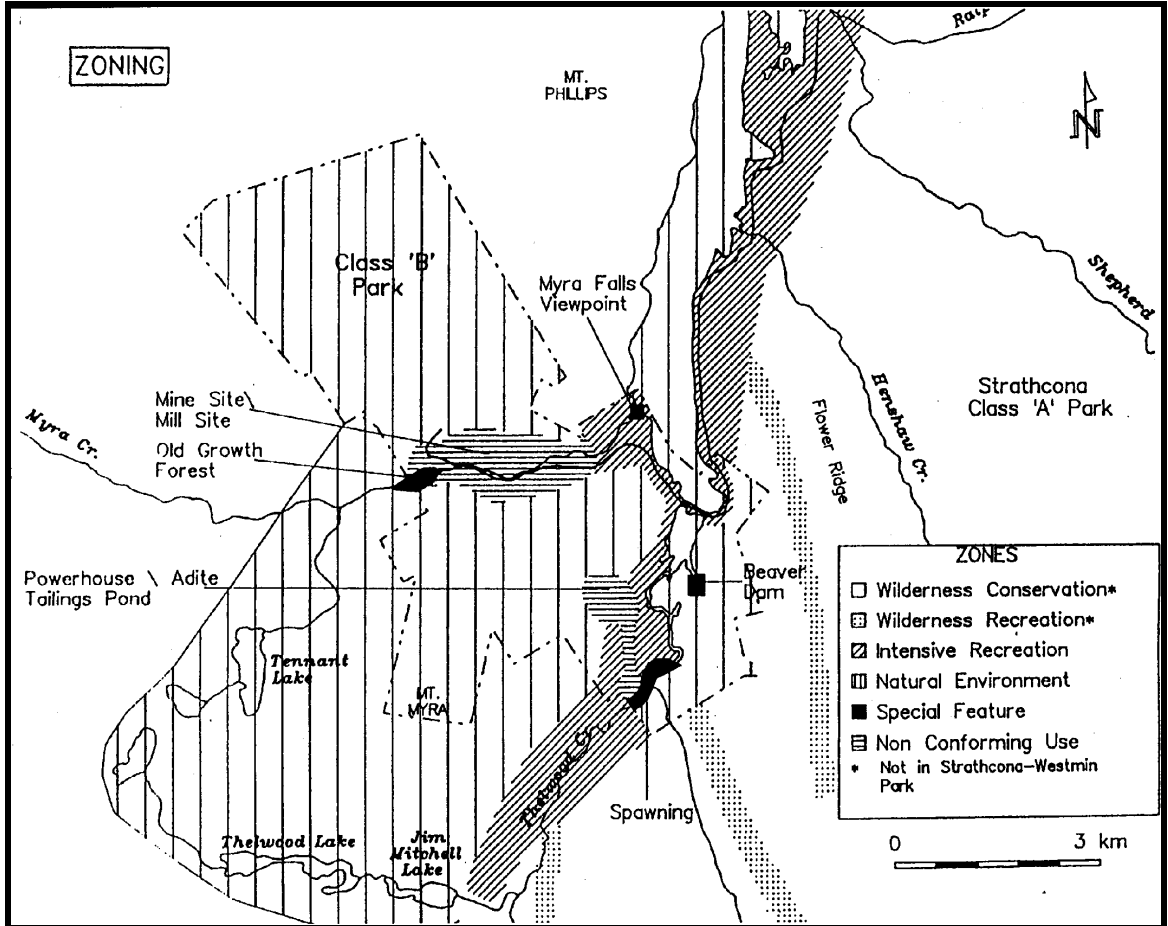 ZONING
MT.
PHILLIPS
N
Class 'B'
Park
Myra Falls
Viewpoint
Shepherd
Mine Site\
Mill Site
Old Growth
Forest
Myra Cr.
Henshaw Cr.
Flower Ridge
Strathcona
Class 'A' Park
Powerhouse \ Adite
Tailings Pond
Beaver
Dam
Tennant
Lake
MT.
MYRA
Thelwood Cr.
Spawning
Thelwood Lake
Jim
Mitchell
Lake
ZONES
Wilderness Conservation*
Wilderness Recreation*
Intensive Recreation
Natural Environment
Special Feature
Non Conforming Use
* Not in Strathcona-Westmin
Park
0 3 km